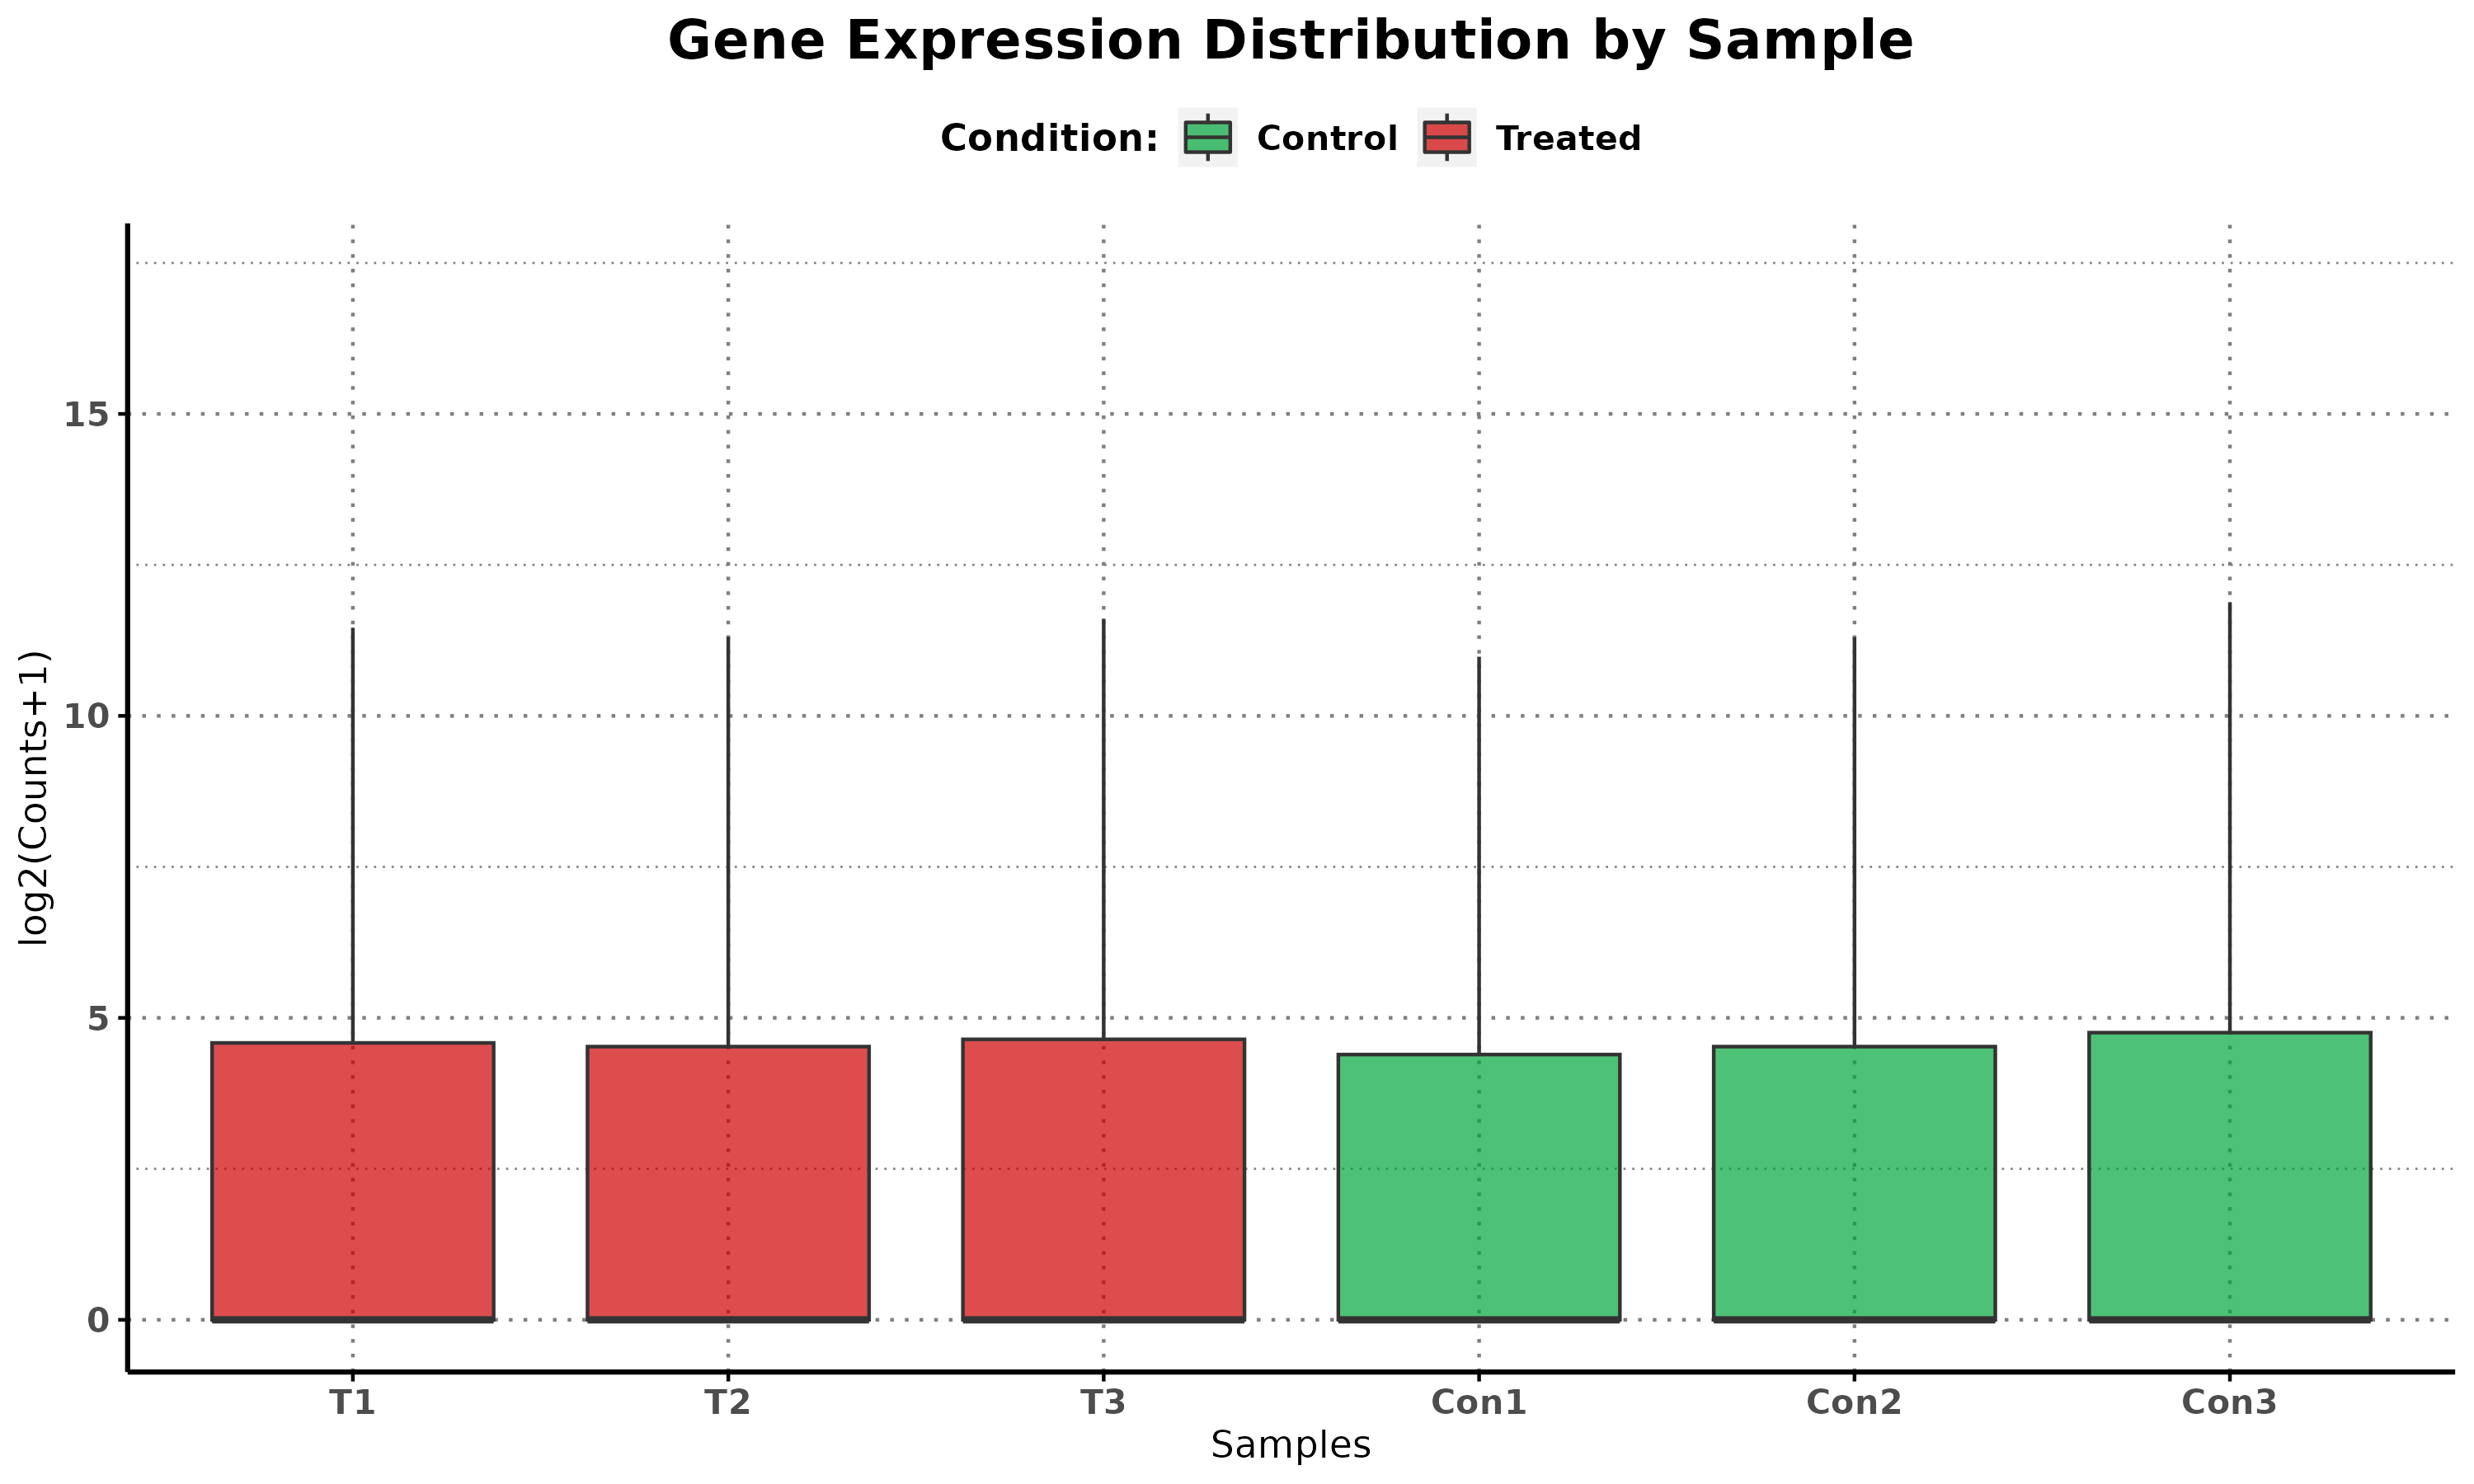 Gene Expression Distribution by Sample
Condition: Control Treated
15
10
5
0
log2(Counts+1)
T1 T2 T3 Con1 Con2 Con3
Samples